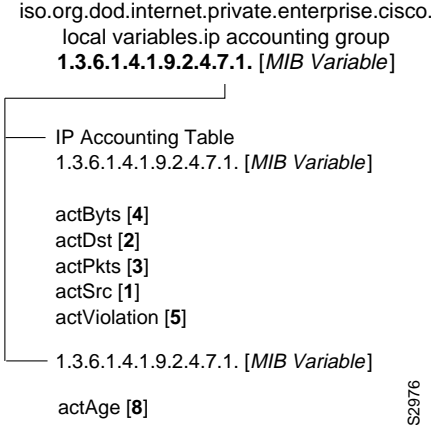 iso.org.dod.internet.private.enterprise.cisco.
local variables.ip accounting group
1.3.6.1.4.1.9.2.4.7.1. [MIB Variable]
IP Accounting Table
1.3.6.1.4.1.9.2.4.7.1. [MIB Variable]
actByts [4]
actDst [2]
actPkts [3]
actSrc [1]
actViolation [5]
1.3.6.1.4.1.9.2.4.7.1. [MIB Variable]
actAge [8]
S2976